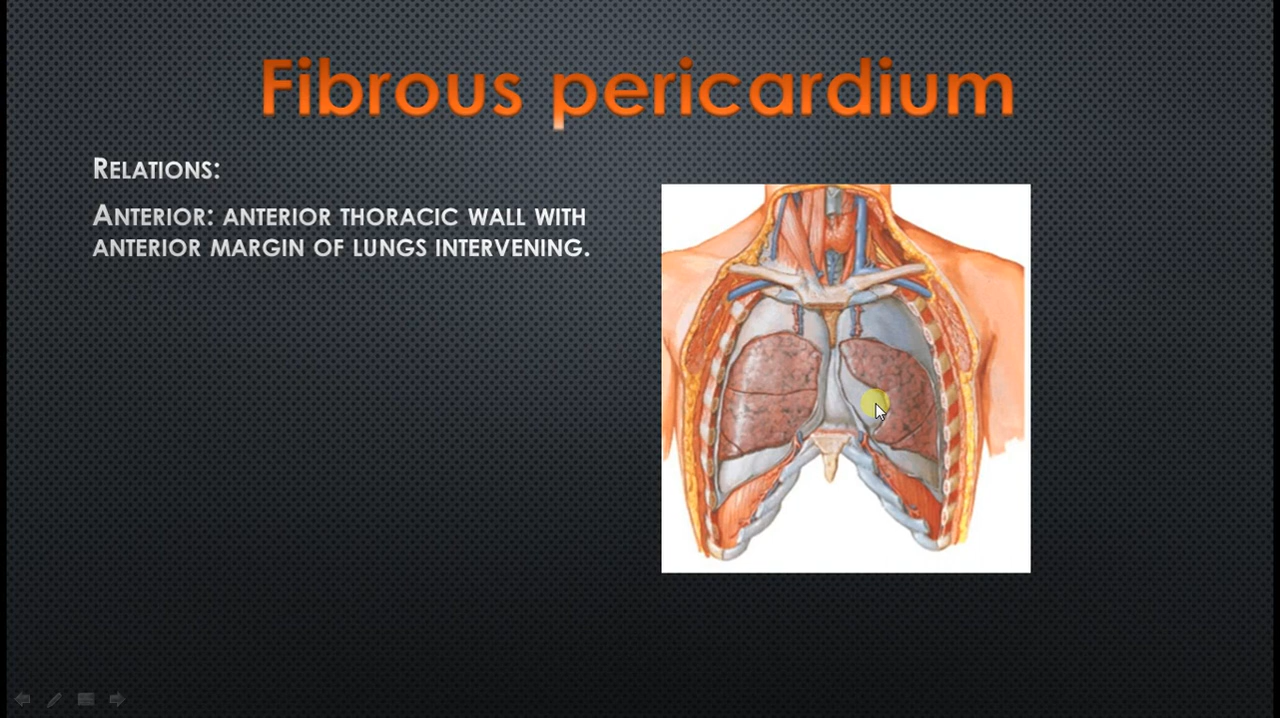 Fibrous pericardium
Relations:
Anterior: anterior thoracic wall with
anterior margin of lungs intervening.